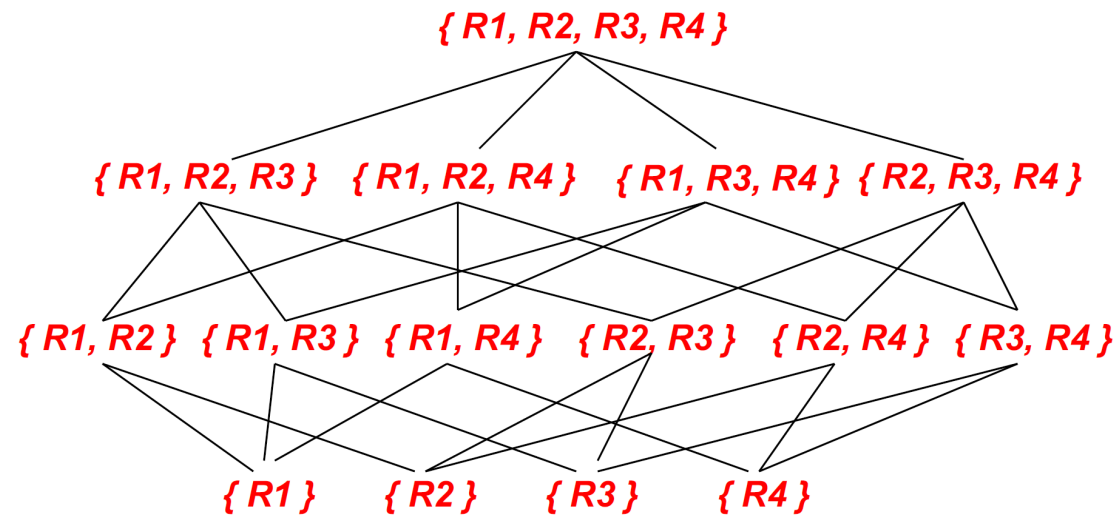 { R1, R2, R3, R4 }
{ R1, R2, R3 } { R1, R2, R4 } { R1, R3, R4 } { R2, R3, R4 }
{ R1, R2 } { R1, R3 } { R1, R4 } { R2, R3 } { R2, R4 } { R3, R4 }
{ R1 } { R2 } { R3 } { R4 }